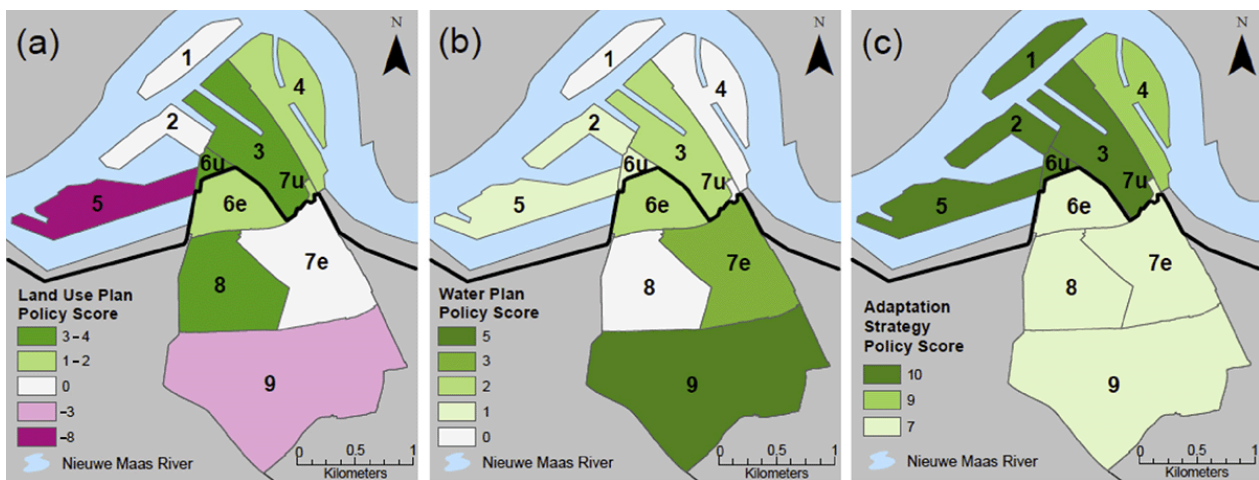 (a)
N
1
2
3
4
5
6u
7u
6e
7e
8
9
Land Use Plan
Policy Score
3–4
1–2
0
–3
–8
Nieuwe Maas River
0 0.5 1
Kilometers
(b)
N
1
2
3
4
5
6u
7u
6e
7e
8
9
Water Plan
Policy Score
5
3
2
1
0
Nieuwe Maas River
0 0.5 1
Kilometers
(c)
N
1
2
3
4
5
6u
7u
6e
7e
8
9
Adaptation
Strategy
Policy Score
10
9
7
Nieuwe Maas River
0 0.5 1
Kilometers